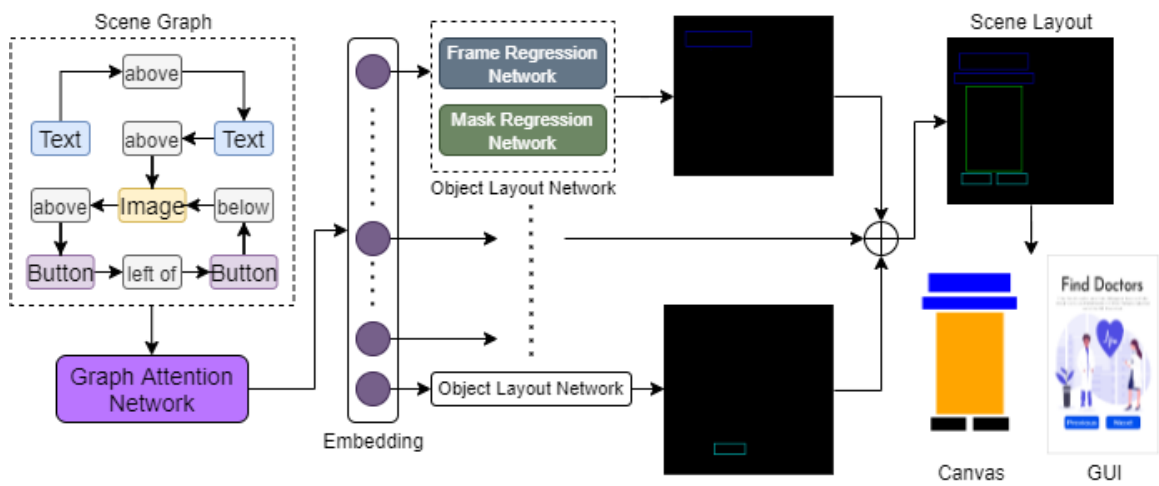 Scene Graph
above
Text
above
Text
above
Image
below
Button
left of
Button
Graph Attention
Network
Embedding
Frame Regression
Network
Mask Regression
Network
Object Layout Network
Object Layout Network
Scene Layout
Find Doctors
Previous
Next
Canvas
GUI